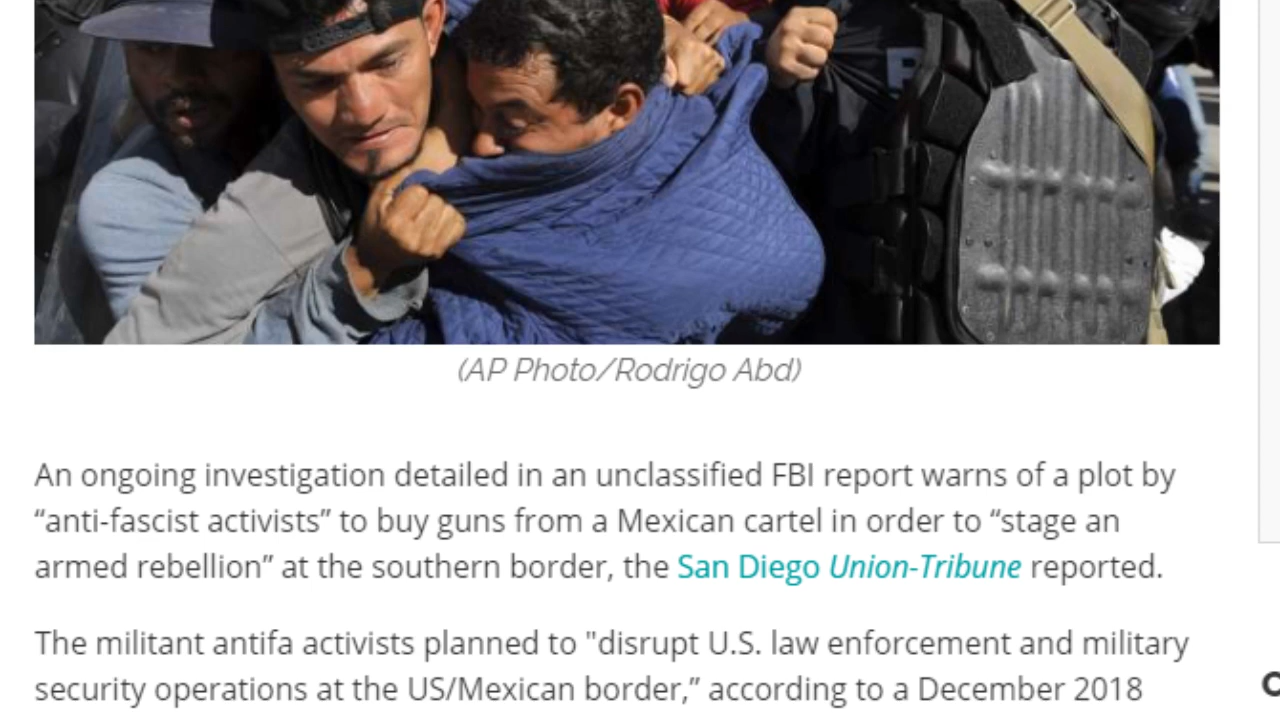 (AP Photo/Rodrigo Abd)
An ongoing investigation detailed in an unclassified FBI report warns of a plot by
“anti-fascist activists” to buy guns from a Mexican cartel in order to “stage an
armed rebellion” at the southern border, the San Diego Union-Tribune reported.
The militant antifa activists planned to "disrupt U.S. law enforcement and military
security operations at the US/Mexican border,” according to a December 2018